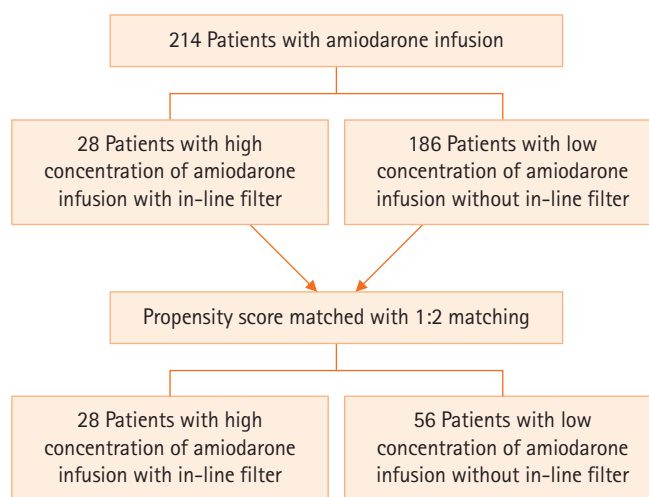 214 Patients with amiodarone infusion
28 Patients with high
concentration of amiodarone
infusion with in-line filter
186 Patients with low
concentration of amiodarone
infusion without in-line filter
Propensity score matched with 1:2 matching
28 Patients with high
concentration of amiodarone
infusion with in-line filter
56 Patients with low
concentration of amiodarone
infusion without in-line filter